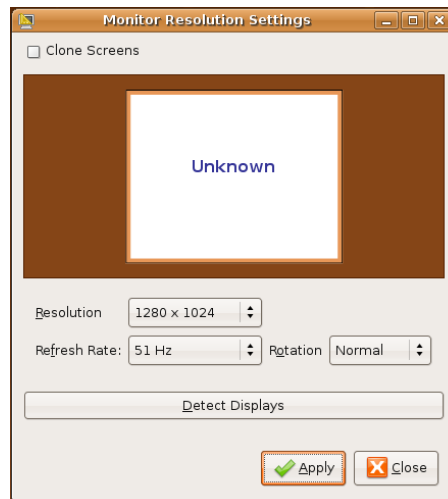 Monitor Resolution Settings
Clone Screens
Unknown
Resolution 1280 x 1024
Refresh Rate: 51 Hz Rotation Normal
Detect Displays
Apply Close